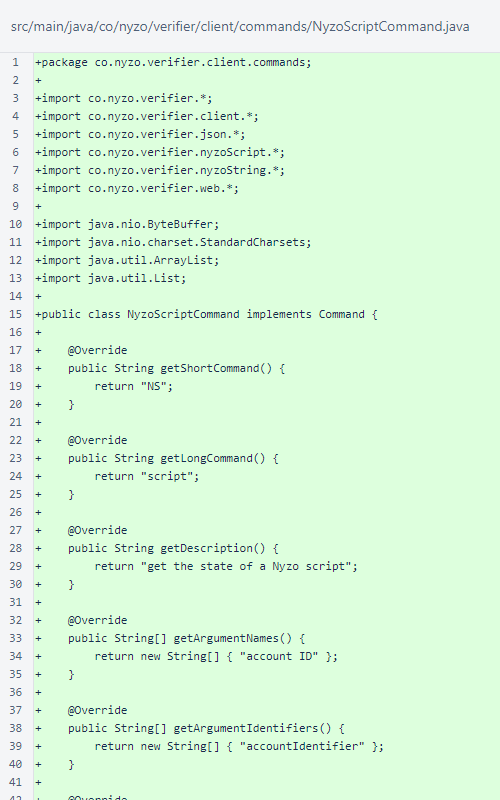 src/main/java/co/nyzo/verifier/client/commands/NyzoScriptCommand.java
1 +package co.nyzo.verifier.client.commands;
2 +
3 +import co.nyzo.verifier.*;
4 +import co.nyzo.verifier.client.*;
5 +import co.nyzo.verifier.json.*;
6 +import co.nyzo.verifier.nyzoScript.*;
7 +import co.nyzo.verifier.nyzoString.*;
8 +import co.nyzo.verifier.web.*;
9 +
10 +import java.nio.ByteBuffer;
11 +import java.nio.charset.StandardCharsets;
12 +import java.util.ArrayList;
13 +import java.util.List;
14 +
15 +public class NyzoScriptCommand implements Command {
16 +
17 +    @Override
18 +    public String getShortCommand() {
19 +        return "NS";
20 +    }
21 +
22 +    @Override
23 +    public String getLongCommand() {
24 +        return "script";
25 +    }
26 +
27 +    @Override
28 +    public String getDescription() {
29 +        return "get the state of a Nyzo script";
30 +    }
31 +
32 +    @Override
33 +    public String[] getArgumentNames() {
34 +        return new String[] { "account ID" };
35 +    }
36 +
37 +    @Override
38 +    public String[] getArgumentIdentifiers() {
39 +        return new String[] { "accountIdentifier" };
40 +    }
41 +
42 +    @Override